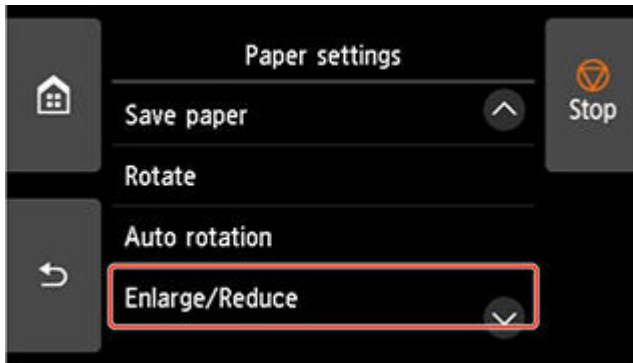 Paper settings
Save paper
Stop
Rotate
Auto rotation
Enlarge/Reduce